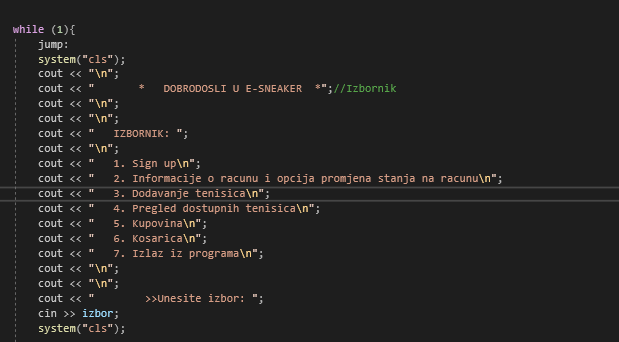 while (1){
jump:
system("cls");
cout << "\n";
cout << "       *   DOBRODOSLI U E-SNEAKER  *";//Izbornik
cout << "\n";
cout << "\n";
cout << "   IZBORNIK: ";
cout << "\n";
cout << "   1. Sign up\n";
cout << "   2. Informacije o racunu i opcija promjena stanja na racunu\n";
cout << "   3. Dodavanje tenisica\n";
cout << "   4. Pregled dostupnih tenisica\n";
cout << "   5. Kupovina\n";
cout << "   6. Kosarica\n";
cout << "   7. Izlaz iz programa\n";
cout << "\n";
cout << "\n";
cout << "        >>Unesite izbor: ";
cin >> izbor;
system("cls");